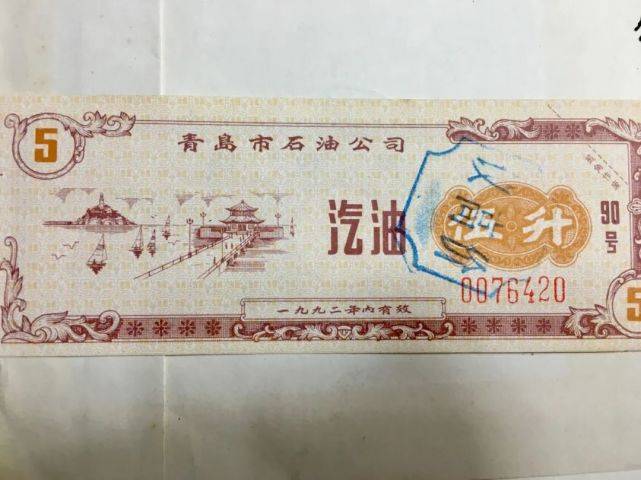 5
青島市石油公司
汽油
伍升
90号
0076420
一九九二年内有效
5